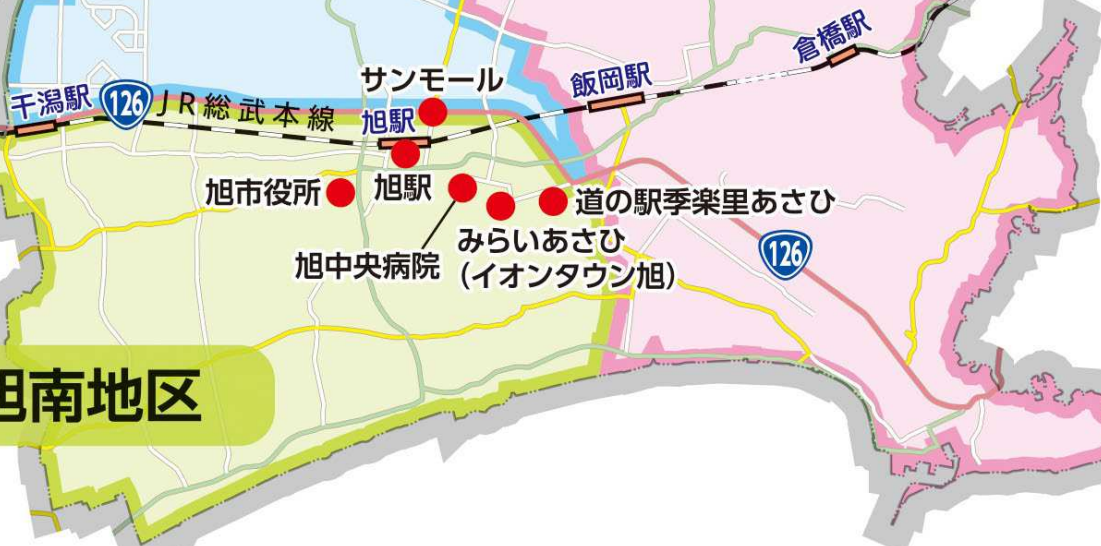 倉橋駅
飯岡駅
サンモール
千潟駅
126
JR総武本線
旭駅
旭市役所
旭駅
道の駅季楽里あさひ
旭中央病院
みらいあさひ
(イオンタウン旭)
126
旭南地区